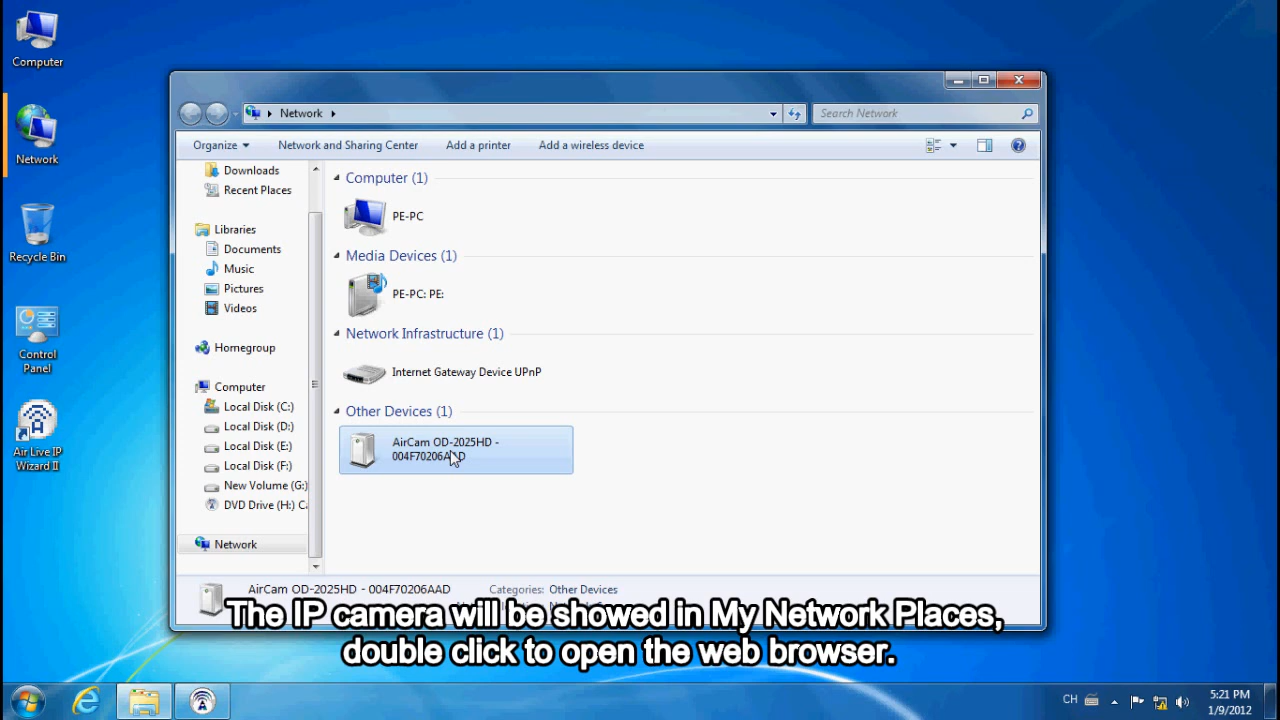 Computer
Network
Recycle Bin
Control
Panel
Air Live IP
Wizard II
Network
Search Network
Organize
Network and Sharing Center
Add a printer
Add a wireless device
Downloads
Recent Places
Libraries
Documents
Music
Pictures
Videos
Homegroup
Computer
Local Disk (C:)
Local Disk (D:)
Local Disk (E:)
Local Disk (F:)
New Volume (G:)
DVD Drive (H:) C
Network
Computer (1)
PE-PC
Media Devices (1)
PE-PC: PE:
Network Infrastructure (1)
Internet Gateway Device UPnP
Other Devices (1)
AirCam OD-2025HD -
004F70206AAD
AirCam OD-2025HD - 004F70206AAD
Categories: Other Devices
The IP camera will be showed in My Network Places,
double click to open the web browser.
CH
5:21 PM
1/9/2012